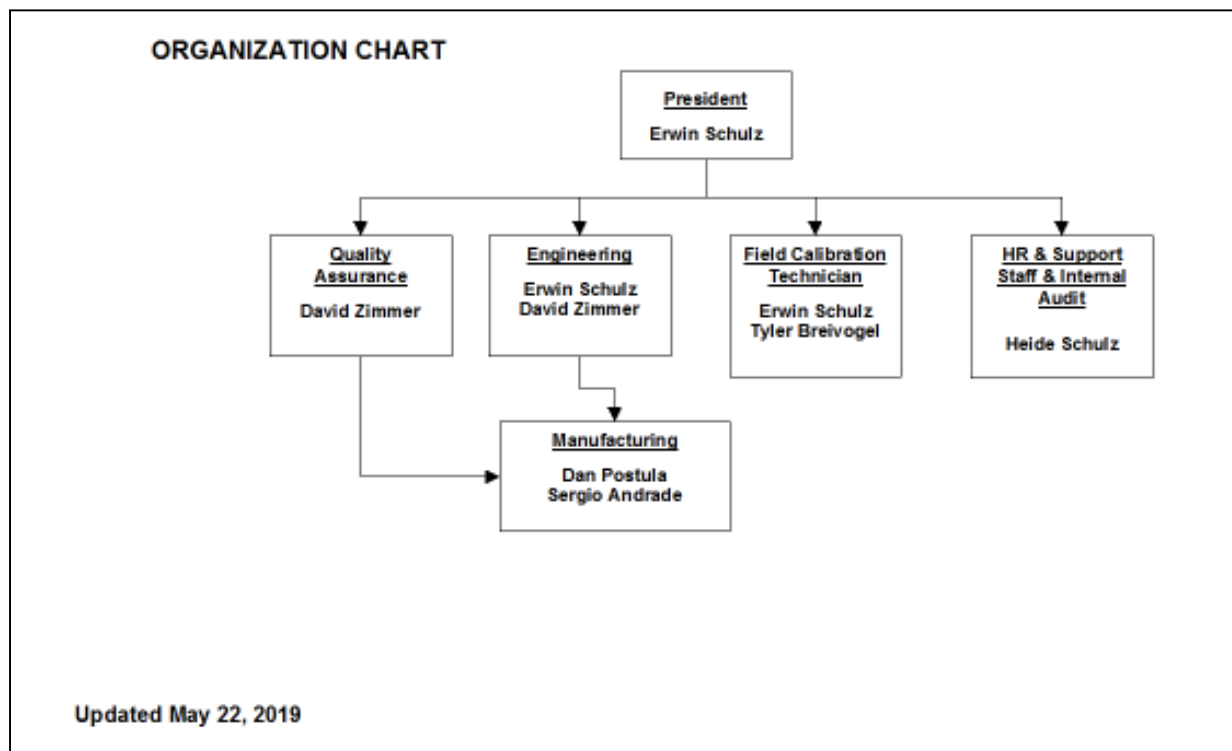 ORGANIZATION CHART
President
Erwin Schulz
Quality
Assurance
David Zimmer
Engineering
Erwin Schulz
David Zimmer
Field Calibration
Technician
Erwin Schulz
Tyler Breivogel
HR & Support
Staff & Internal
Audit
Heide Schulz
Manufacturing
Dan Postula
Sergio Andrade
Updated May 22, 2019